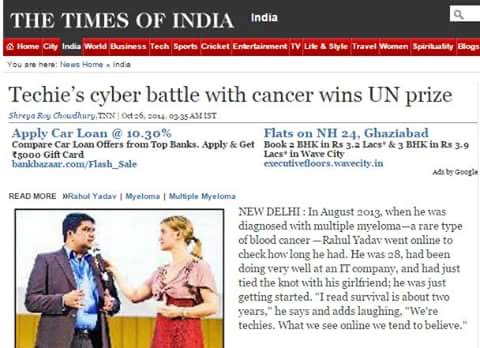 THE TIMES OF INDIA India
Home City India World Business Tech Sports Cricket Entertainment TV Life & Style Travel Women Spirituality Blogs
You are here: News Home » India
Techie's cyber battle with cancer wins UN prize
Shreya Roy Chowdhury, TNN | Oct 26, 2014, 03.35 AM IST
Apply Car Loan @ 10.30%
Compare Car Loan Offers from Top Banks. Apply & Get
₹5000 Gift Card
bankbazaar.com/Flash_Sale
Flats on NH 24, Ghaziabad
Book 2 BHK in Rs 3.2 Lacs* & 3 BHK in Rs 3.9
Lacs* in Wave City
executivefloors.wavecity.in
Ads by Google
READ MORE »Rahul Yadav | Myeloma | Multiple Myeloma
NEW DELHI : In August 2013, when he was
diagnosed with multiple myeloma—a rare type
of blood cancer —Rahul Yadav went online to
check how long he had. He was 28, had been
doing very well at an IT company, and had just
tied the knot with his girlfriend; he was just
getting started. "I read survival is about two
years," he says and adds laughing, "We're
techies. What we see online we tend to believe."